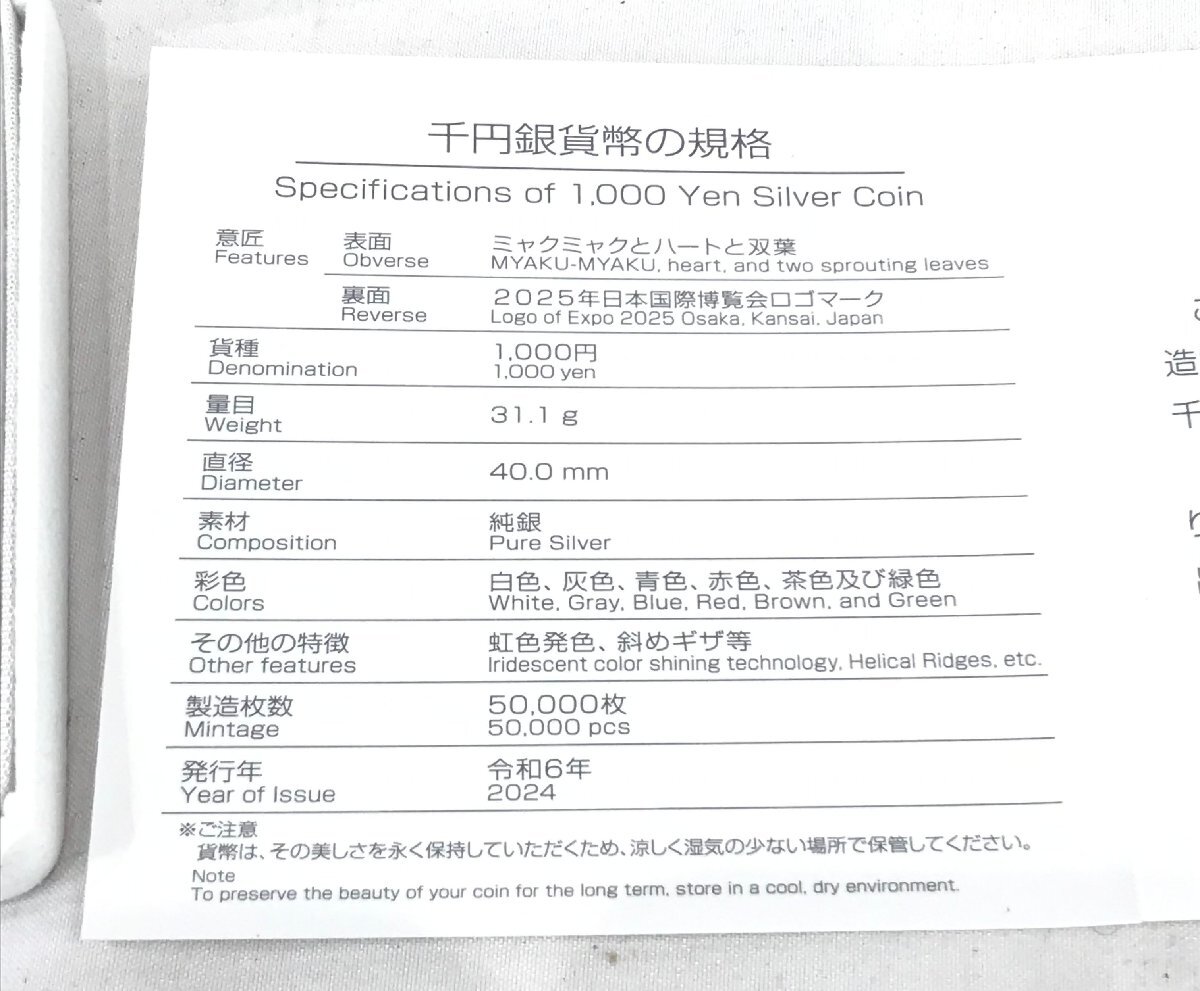 千円銀貨幣の規格
Specifications of 1,000 Yen Silver Coin
意匠
Features
表面
Obverse
ミャクミャクとハートと双葉
MYAKU-MYAKU, heart, and two sprouting leaves
裏面
Reverse
2025年日本国際博覧会ロゴマーク
Logo of Expo 2025 Osaka, Kansai, Japan
貨種
Denomination
1,000円
1,000 yen
量目
Weight
31.1 g
直径
Diameter
40.0 mm
素材
Composition
純銀
Pure Silver
彩色
Colors
白色、灰色、青色、赤色、茶色及び緑色
White, Gray, Blue, Red, Brown, and Green
その他の特徴
Other features
虹色発色、斜めギザ等
Iridescent color shining technology, Helical Ridges, etc.
製造枚数
Mintage
50,000枚
50,000 pcs
発行年
Year of Issue
令和6年
2024
※ご注意
貨幣は、その美しさを永く保持していただくため、涼しく湿気の少ない場所で保管してください。
Note
To preserve the beauty of your coin for the long term, store in a cool, dry environment.
造
千